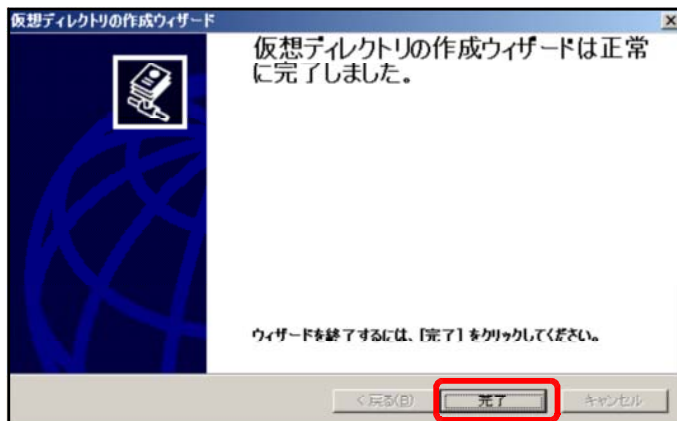 仮想ディレクトリの作成ウィザード
仮想ディレクトリの作成ウィザードは正常
に完了しました。
ウィザードを終了するには、[完了] をクリックしてください。
< 戻る(B)
完了
キャンセル